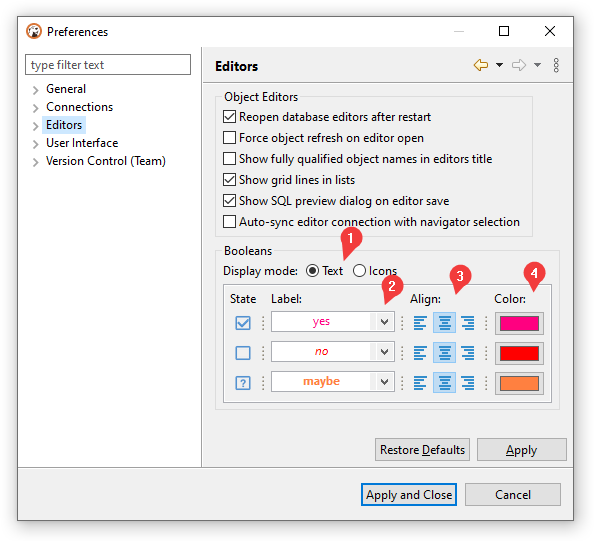 Preferences
type filter text
General
Connections
Editors
User Interface
Version Control (Team)
Editors
Object Editors
Reopen database editors after restart
Force object refresh on editor open
Show fully qualified object names in editors title
Show grid lines in lists
Show SQL preview dialog on editor save
Auto-sync editor connection with navigator selection
1
Booleans
Display mode: Text Icons
2 3 4
State Label: Align: Color:
yes
no
? maybe
Restore Defaults Apply
Apply and Close Cancel